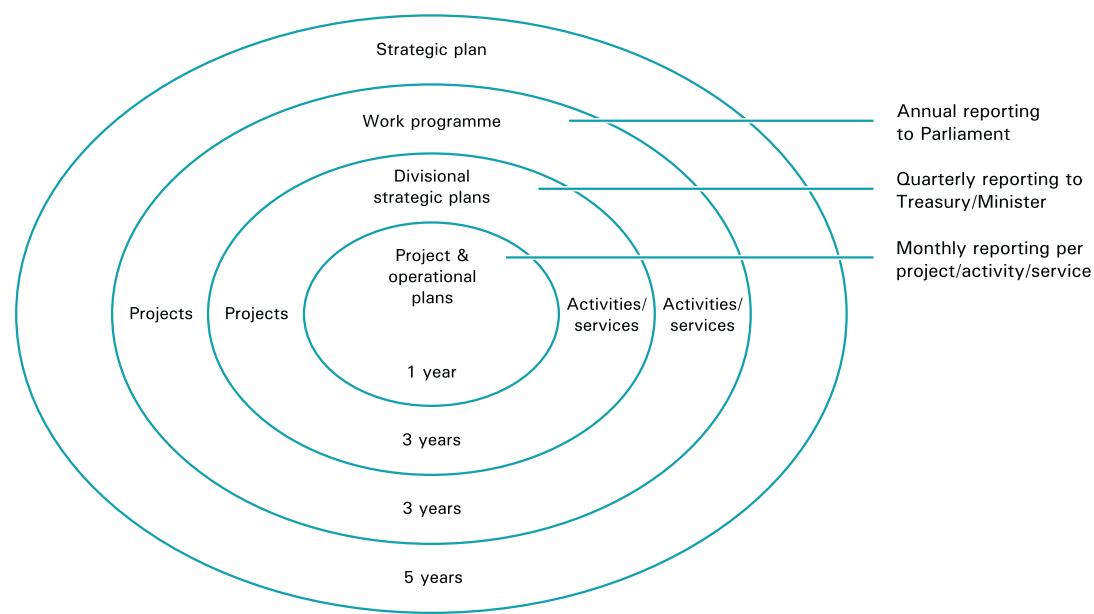 Strategic plan
Work programme
Annual reporting
to Parliament
Divisional
strategic plans
Quarterly reporting to
Treasury/Minister
Project &
operational
plans
Monthly reporting per
project/activity/service
Projects
Projects
Activities/
services
Activities/
services
1 year
3 years
3 years
5 years